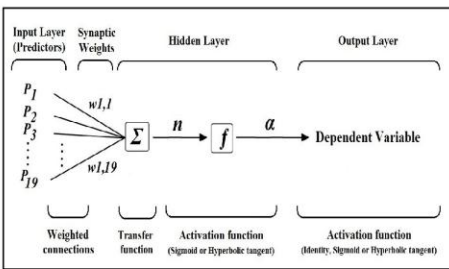 Input Layer
(Predictors)
Synaptic
Weights
Hidden Layer
Output Layer
P1
P2
P3
P19
w1,1
w1,19
Σ
n
f
α
Dependent Variable
Weighted
connections
Transfer
function
Activation function
(Sigmoid or Hyperbolic tangent)
Activation function
(Identity, Sigmoid or Hyperbolic tangent)